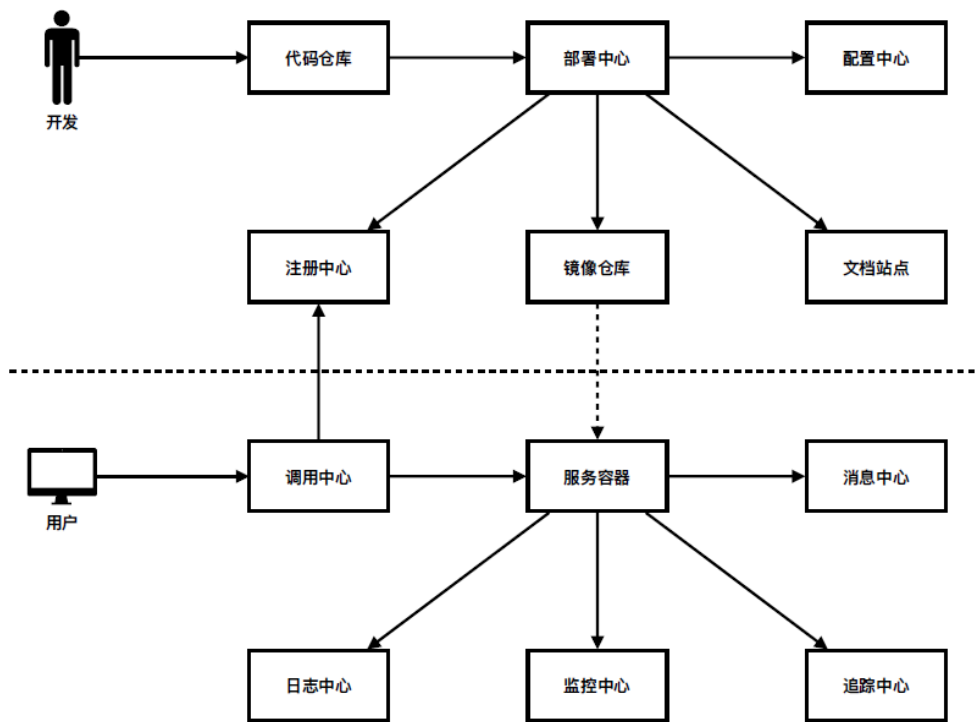 代码仓库
部署中心
配置中心
开发
注册中心
镜像仓库
文档站点
调用中心
服务容器
消息中心
用户
日志中心
监控中心
追踪中心